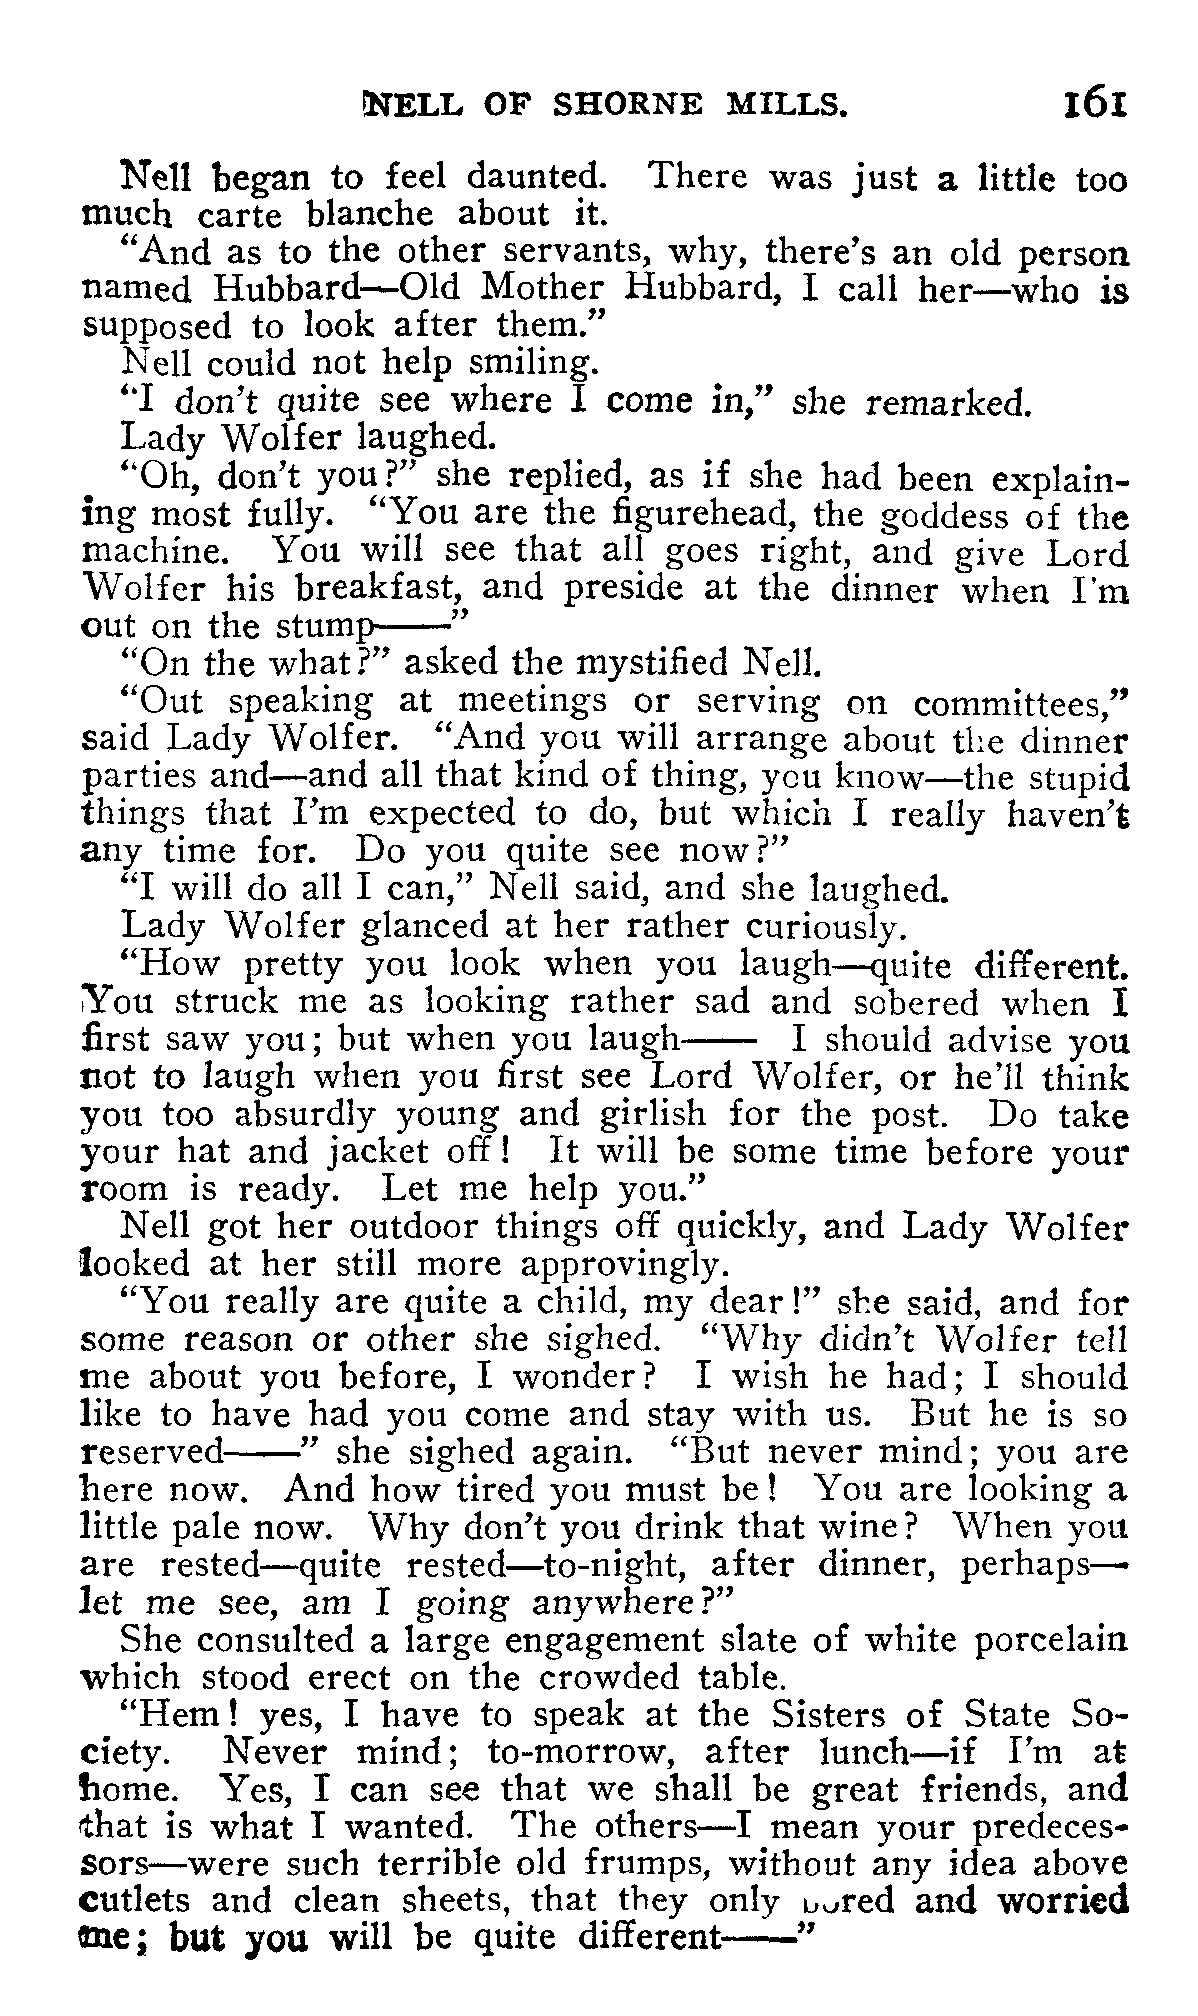 NELL OF SHORNE MILLS. 161
Nell began to feel daunted. There was just a little too
much carte blanche about it.
"And as to the other servants, why, there's an old person
named Hubbard—Old Mother Hubbard, I call her—who is
supposed to look after them."
Nell could not help smiling.
"I don't quite see where I come in," she remarked.
Lady Wolfer laughed.
"Oh, don't you?" she replied, as if she had been explain-
ing most fully. "You are the figurehead, the goddess of the
machine. You will see that all goes right, and give Lord
Wolfer his breakfast, and preside at the dinner when I'm
out on the stump——"
"On the what?" asked the mystified Nell.
"Out speaking at meetings or serving on committees,"
said Lady Wolfer. "And you will arrange about the dinner
parties and—and all that kind of thing, you know—the stupid
things that I'm expected to do, but which I really haven't
any time for. Do you quite see now?"
"I will do all I can," Nell said, and she laughed.
Lady Wolfer glanced at her rather curiously.
"How pretty you look when you laugh—quite different.
You struck me as looking rather sad and sobered when I
first saw you; but when you laugh—— I should advise you
not to laugh when you first see Lord Wolfer, or he'll think
you too absurdly young and girlish for the post. Do take
your hat and jacket off! It will be some time before your
room is ready. Let me help you."
Nell got her outdoor things off quickly, and Lady Wolfer
looked at her still more approvingly.
"You really are quite a child, my dear!" she said, and for
some reason or other she sighed. "Why didn't Wolfer tell
me about you before, I wonder? I wish he had; I should
like to have had you come and stay with us. But he is so
reserved——" she sighed again. "But never mind; you are
here now. And how tired you must be! You are looking a
little pale now. Why don't you drink that wine? When you
are rested—quite rested—to-night, after dinner, perhaps—
let me see, am I going anywhere?"
She consulted a large engagement slate of white porcelain
which stood erect on the crowded table.
"Hem! yes, I have to speak at the Sisters of State So-
ciety. Never mind; to-morrow, after lunch—if I'm at
home. Yes, I can see that we shall be great friends, and
that is what I wanted. The others—I mean your predeces-
sors—were such terrible old frumps, without any idea above
cutlets and clean sheets, that they only bored and worried
me; but you will be quite different——"